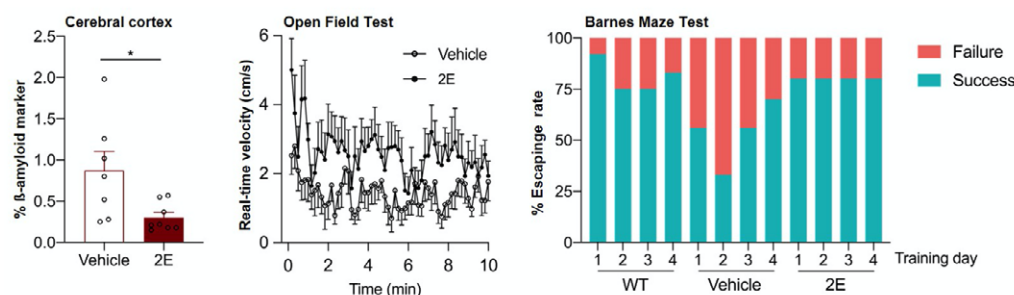 Cerebral cortex
% ß-amyloid marker
2.5
2.0
1.5
1.0
0.5
0.0
*
Vehicle
2E
Open Field Test
Real-time velocity (cm/s)
6
4
2
0
Vehicle
2E
0 2 4 6 8 10
Time (min)
Barnes Maze Test
% Escapinge rate
100
75
50
25
0
Failure
Success
1 2 3 4 1 2 3 4 1 2 3 4 Training day
WT Vehicle 2E